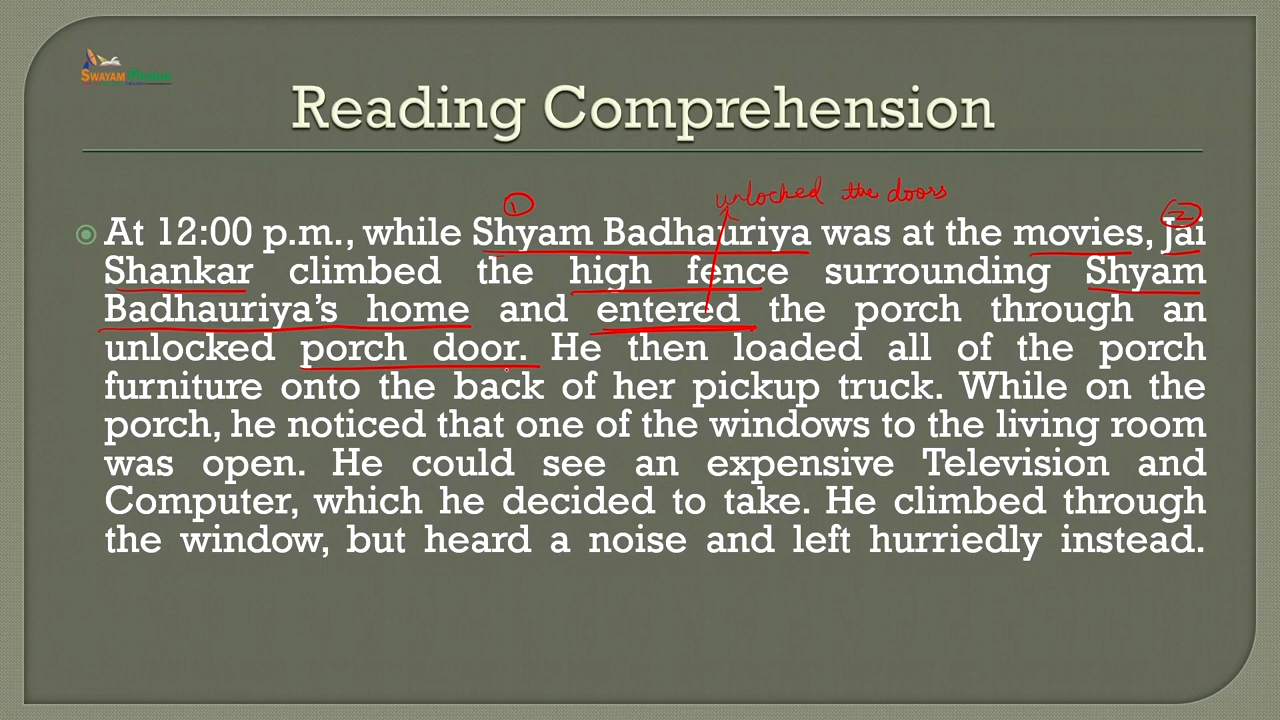 SWAYAM PRABHA
Reading Comprehension
1
unlocked the doors
2
At 12:00 p.m., while Shyam Badhauriya was at the movies, Jai
Shankar climbed the high fence surrounding Shyam
Badhauriya's home and entered the porch through an
unlocked porch door. He then loaded all of the porch
furniture onto the back of her pickup truck. While on the
porch, he noticed that one of the windows to the living room
was open. He could see an expensive Television and
Computer, which he decided to take. He climbed through
the window, but heard a noise and left hurriedly instead.